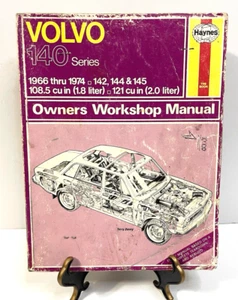 VOLVO
140 Series
Haynes
1966 thru 1974 □ 142, 144 & 145
108.5 cu in (1.8 liter) □ 121 cu in (2.0 liter)
Owners Workshop Manual